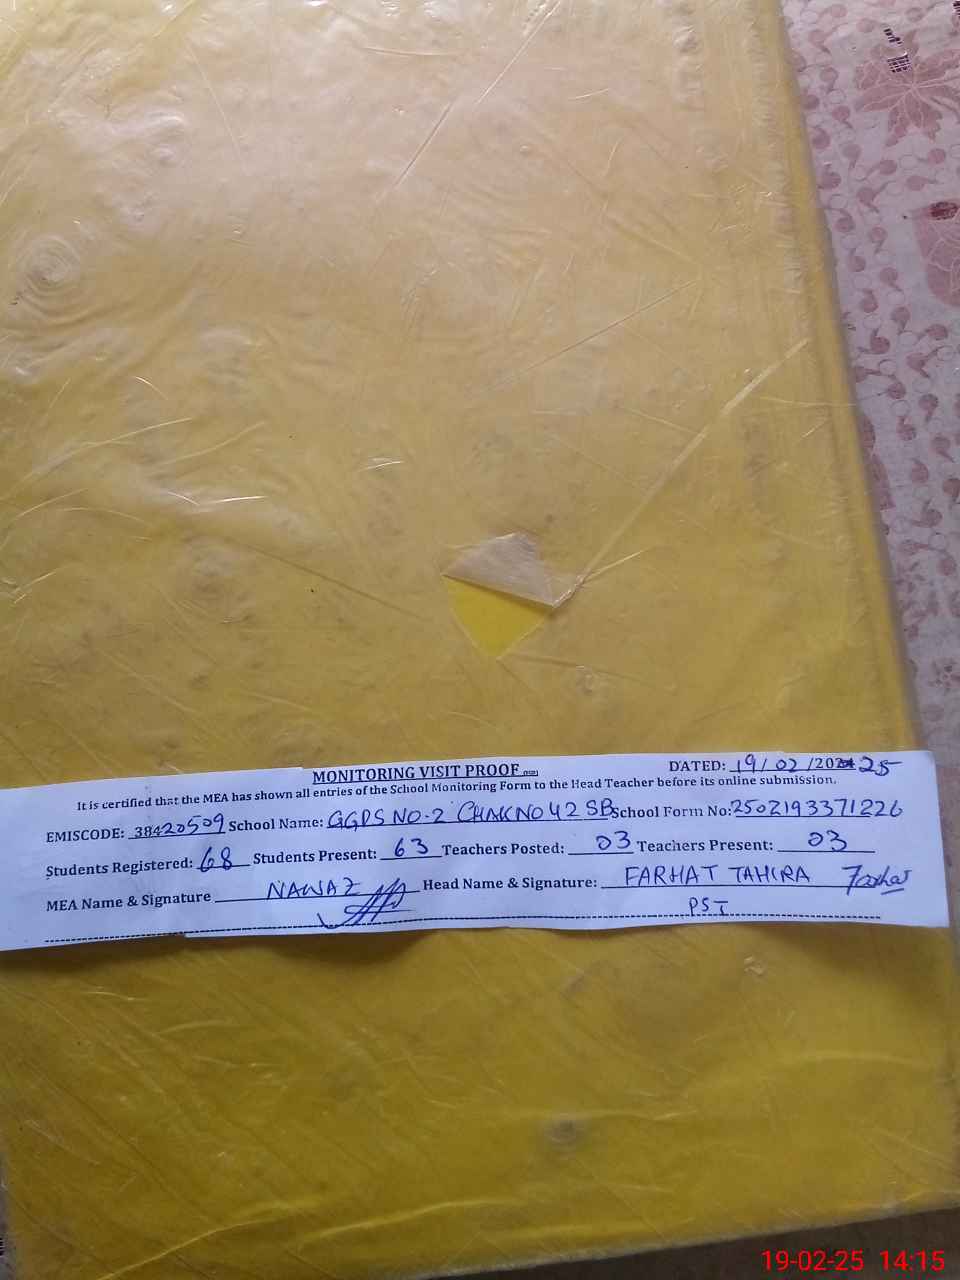 MONITORING VISIT PROOF
DATED: 19/02/2024 25
It is certified that the MEA has shown all entries of the School Monitoring Form to the Head Teacher before its online submission.
EMISCODE: 38420509 School Name: GGPS NO-2 CHAK NO 42 SB School Form No: 2502193371226
Students Registered: 68 Students Present: 63 Teachers Posted: 03 Teachers Present: 03
MEA Name & Signature NAWAZ Head Name & Signature: FARHAT TAHIRA Farhat
PST
19-02-25 14:15